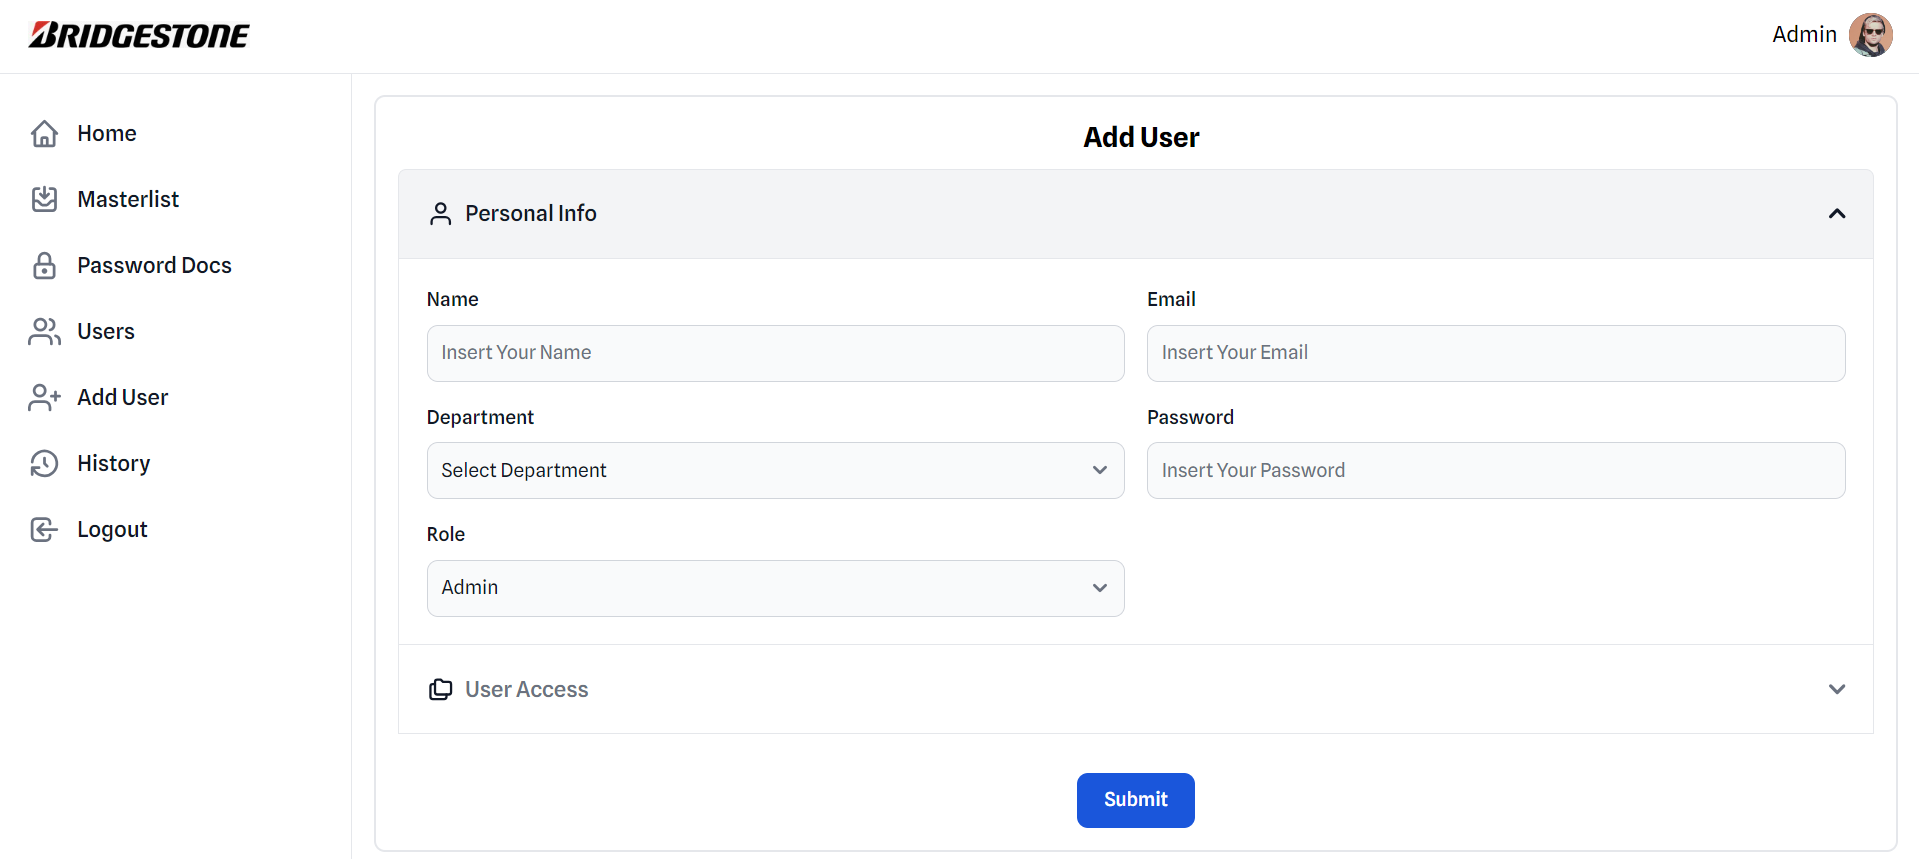 BRIDGESTONE
Admin
Home
Masterlist
Password Docs
Users
Add User
History
Logout
Add User
Personal Info
Name
Insert Your Name
Email
Insert Your Email
Department
Select Department
Password
Insert Your Password
Role
Admin
User Access
Submit